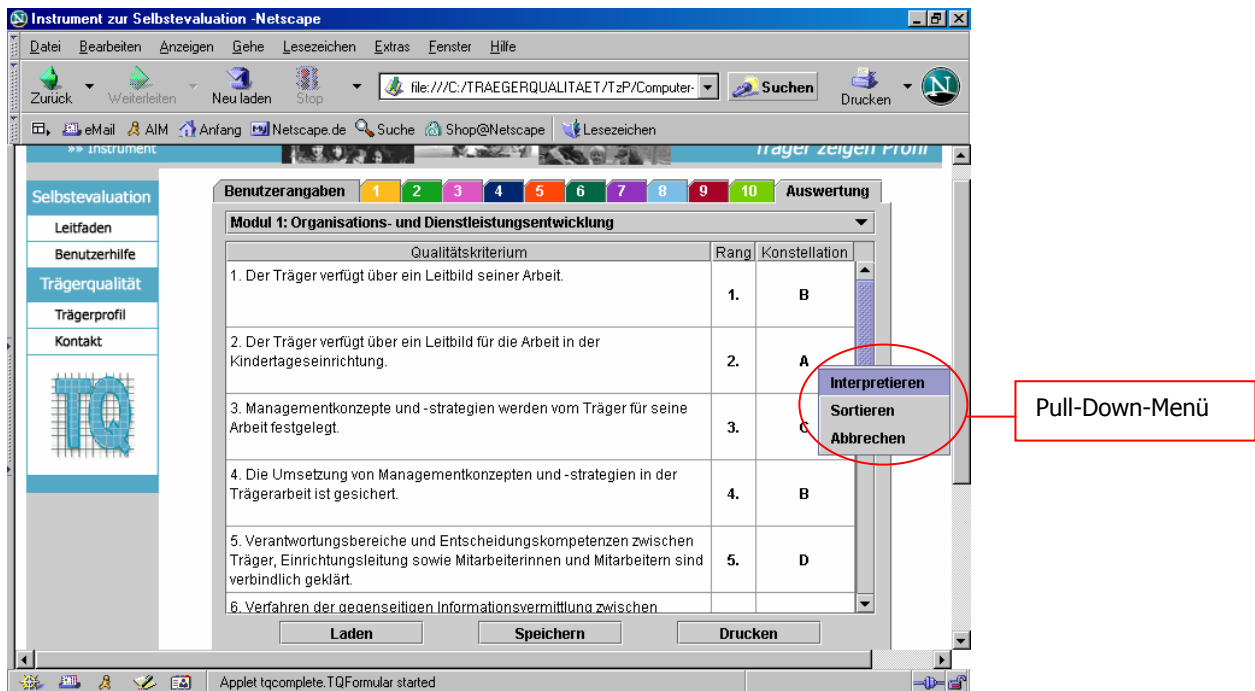 Instrument zur Selbstevaluation -Netscape
Datei Bearbeiten Anzeigen Gehe Lesezeichen Extras Fenster Hilfe
Zurück Weiterleiten Neu laden Stop file:///C:/TRAEGERQUALITAET/TzP/Computer- Suchen Drucken N
eMail AIM Anfang Netscape.de Suche Shop@Netscape Lesezeichen
»» Instrument Träger zeigen Profil
Selbstevaluation
Leitfaden
Benutzerhilfe
Trägerqualität
Trägerprofil
Kontakt
TQ
Benutzerangaben 1 2 3 4 5 6 7 8 9 10 Auswertung
Modul 1: Organisations- und Dienstleistungsentwicklung
Qualitätskriterium Rang Konstellation
1. Der Träger verfügt über ein Leitbild seiner Arbeit.
1. B
2. Der Träger verfügt über ein Leitbild für die Arbeit in der
Kindertageseinrichtung.
2. A
3. Managementkonzepte und -strategien werden vom Träger für seine
Arbeit festgelegt.
3. C
4. Die Umsetzung von Managementkonzepten und -strategien in der
Trägerarbeit ist gesichert.
4. B
5. Verantwortungsbereiche und Entscheidungskompetenzen zwischen
Träger, Einrichtungsleitung sowie Mitarbeiterinnen und Mitarbeitern sind
verbindlich geklärt.
5. D
6. Verfahren der gegenseitigen Informationsvermittlung zwischen
Interpretieren
Sortieren
Abbrechen
Pull-Down-Menü
Laden Speichern Drucken
Applet tqcomplete.TQFormular started